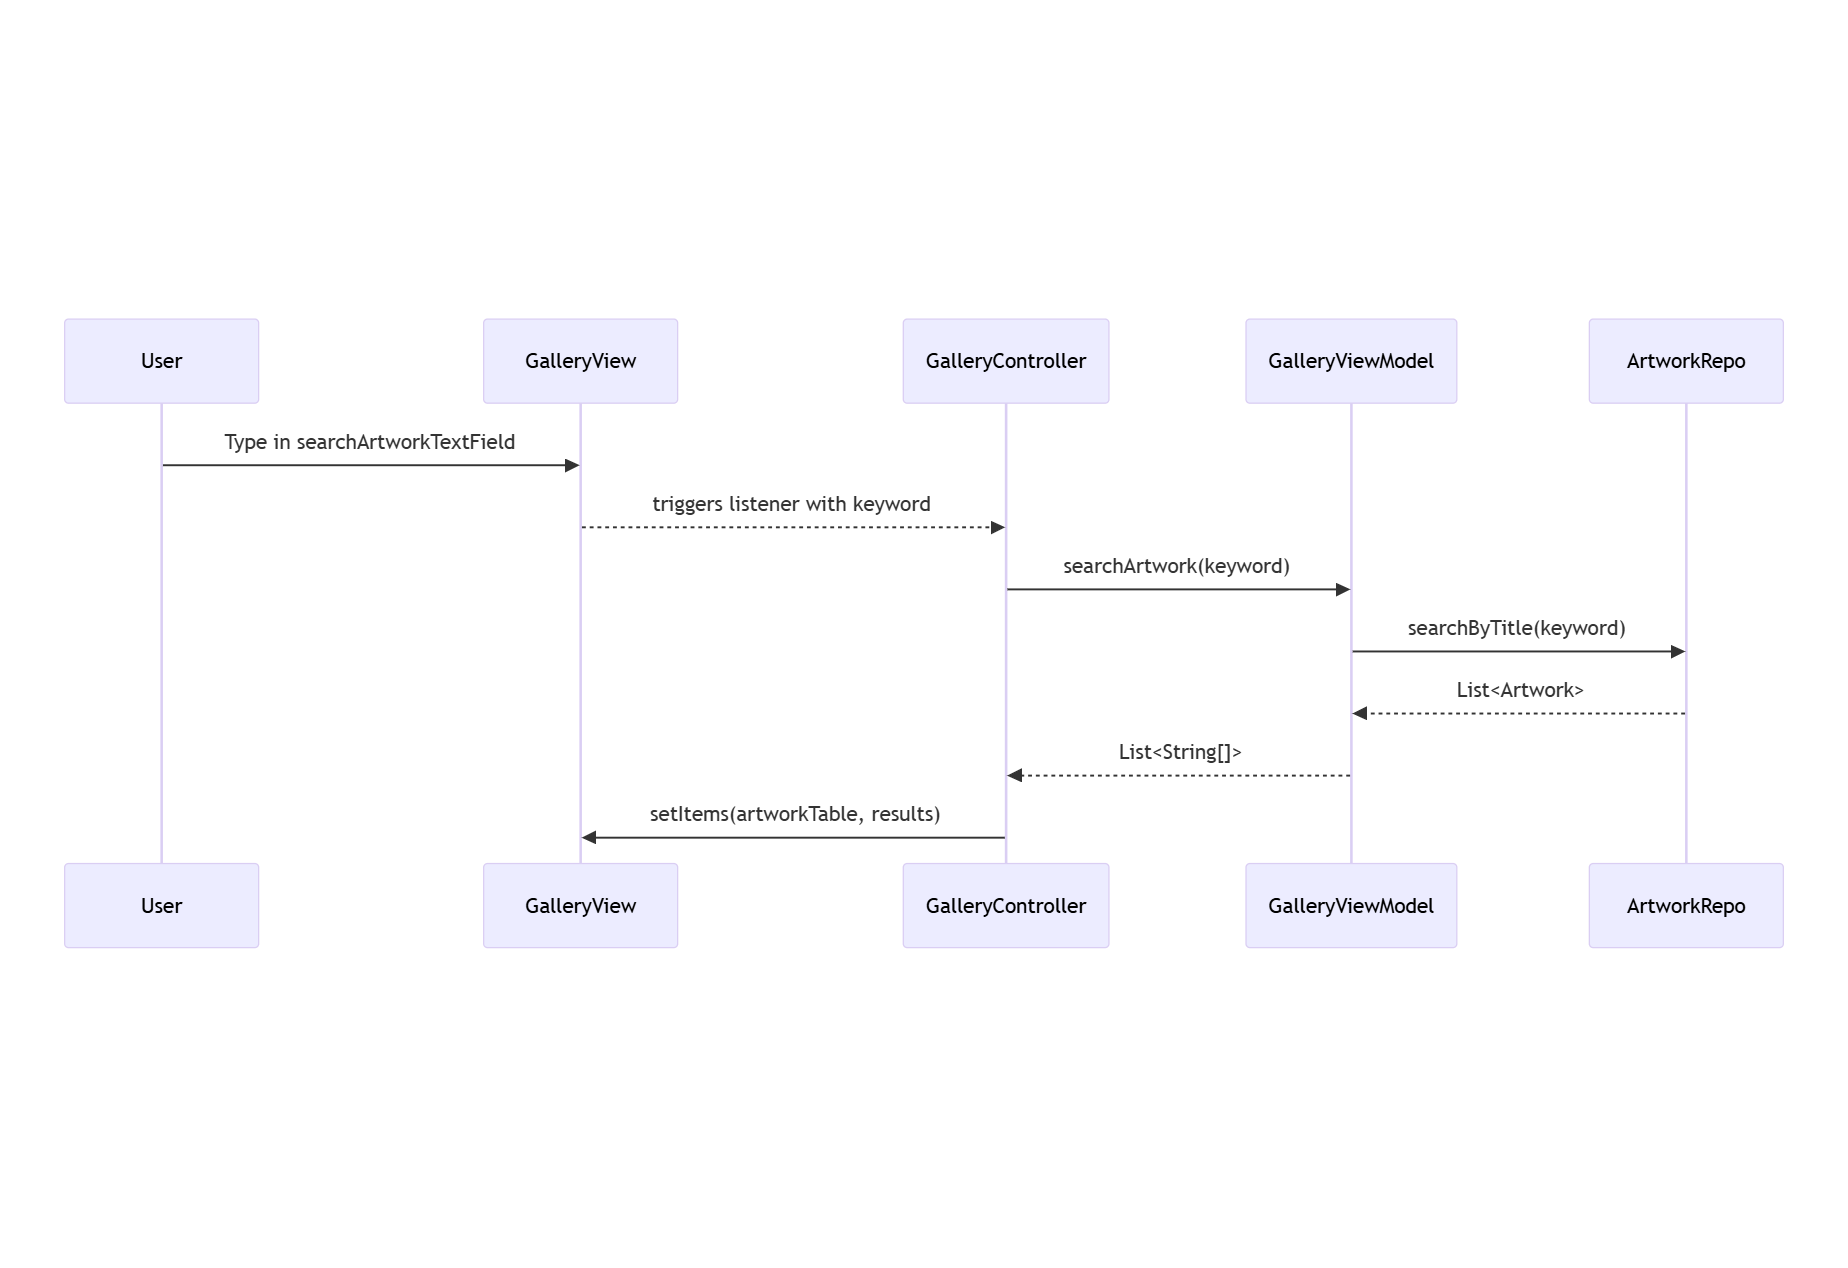 User
GalleryView
GalleryController
GalleryViewModel
ArtworkRepo
Type in searchArtworkTextField
triggers listener with keyword
searchArtwork(keyword)
searchByTitle(keyword)
List<Artwork>
List<String[]>
setItems(artworkTable, results)
User
GalleryView
GalleryController
GalleryViewModel
ArtworkRepo